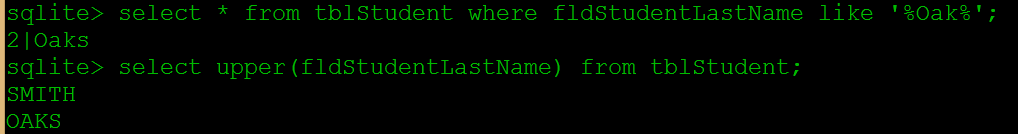 sqlite> select * from tblStudent where fldStudentLastName like '%Oak%';
2|Oaks
sqlite> select upper(fldStudentLastName) from tblStudent;
SMITH
OAKS